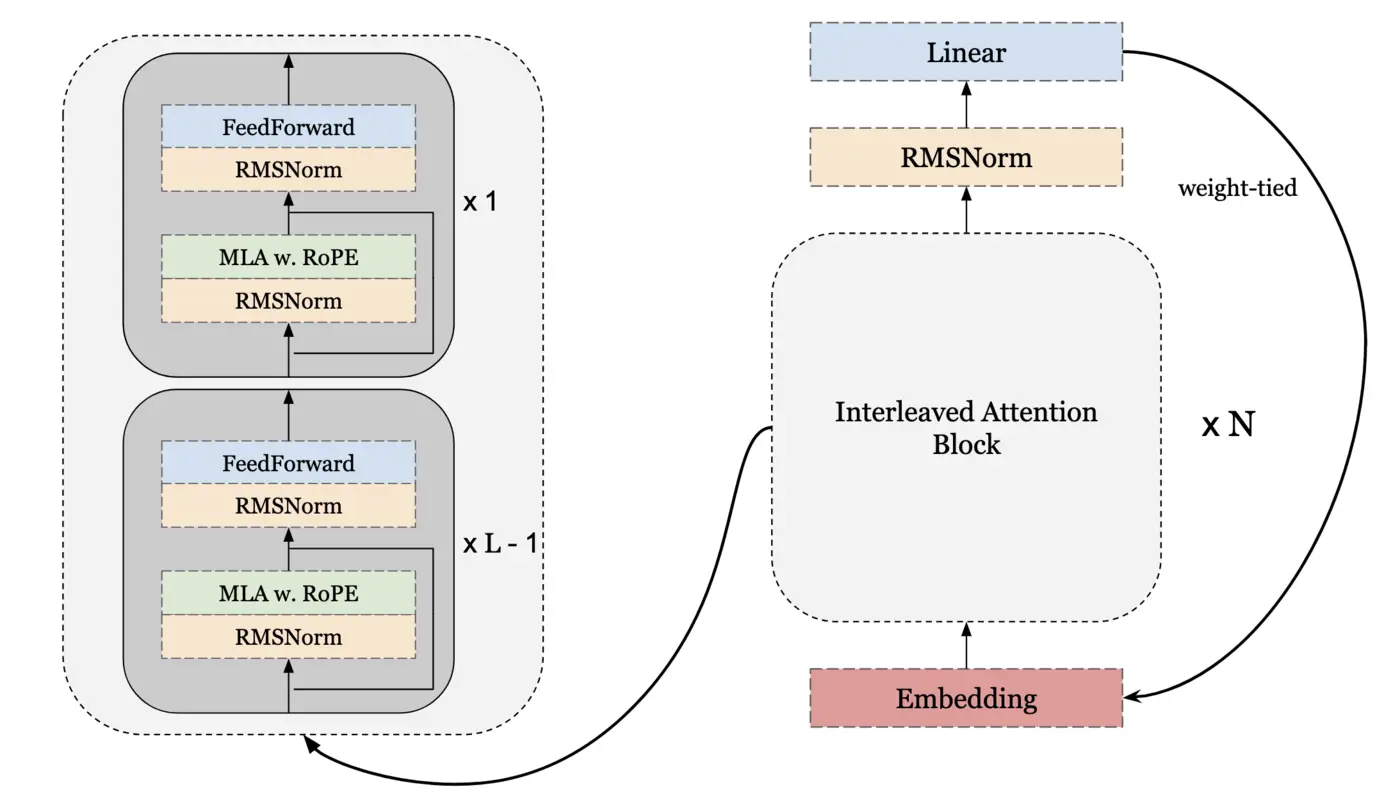 FeedForward
RMSNorm
x 1
MLA w. RoPE
RMSNorm
FeedForward
RMSNorm
x L - 1
MLA w. RoPE
RMSNorm
Linear
RMSNorm
weight-tied
Interleaved Attention
Block
x N
Embedding